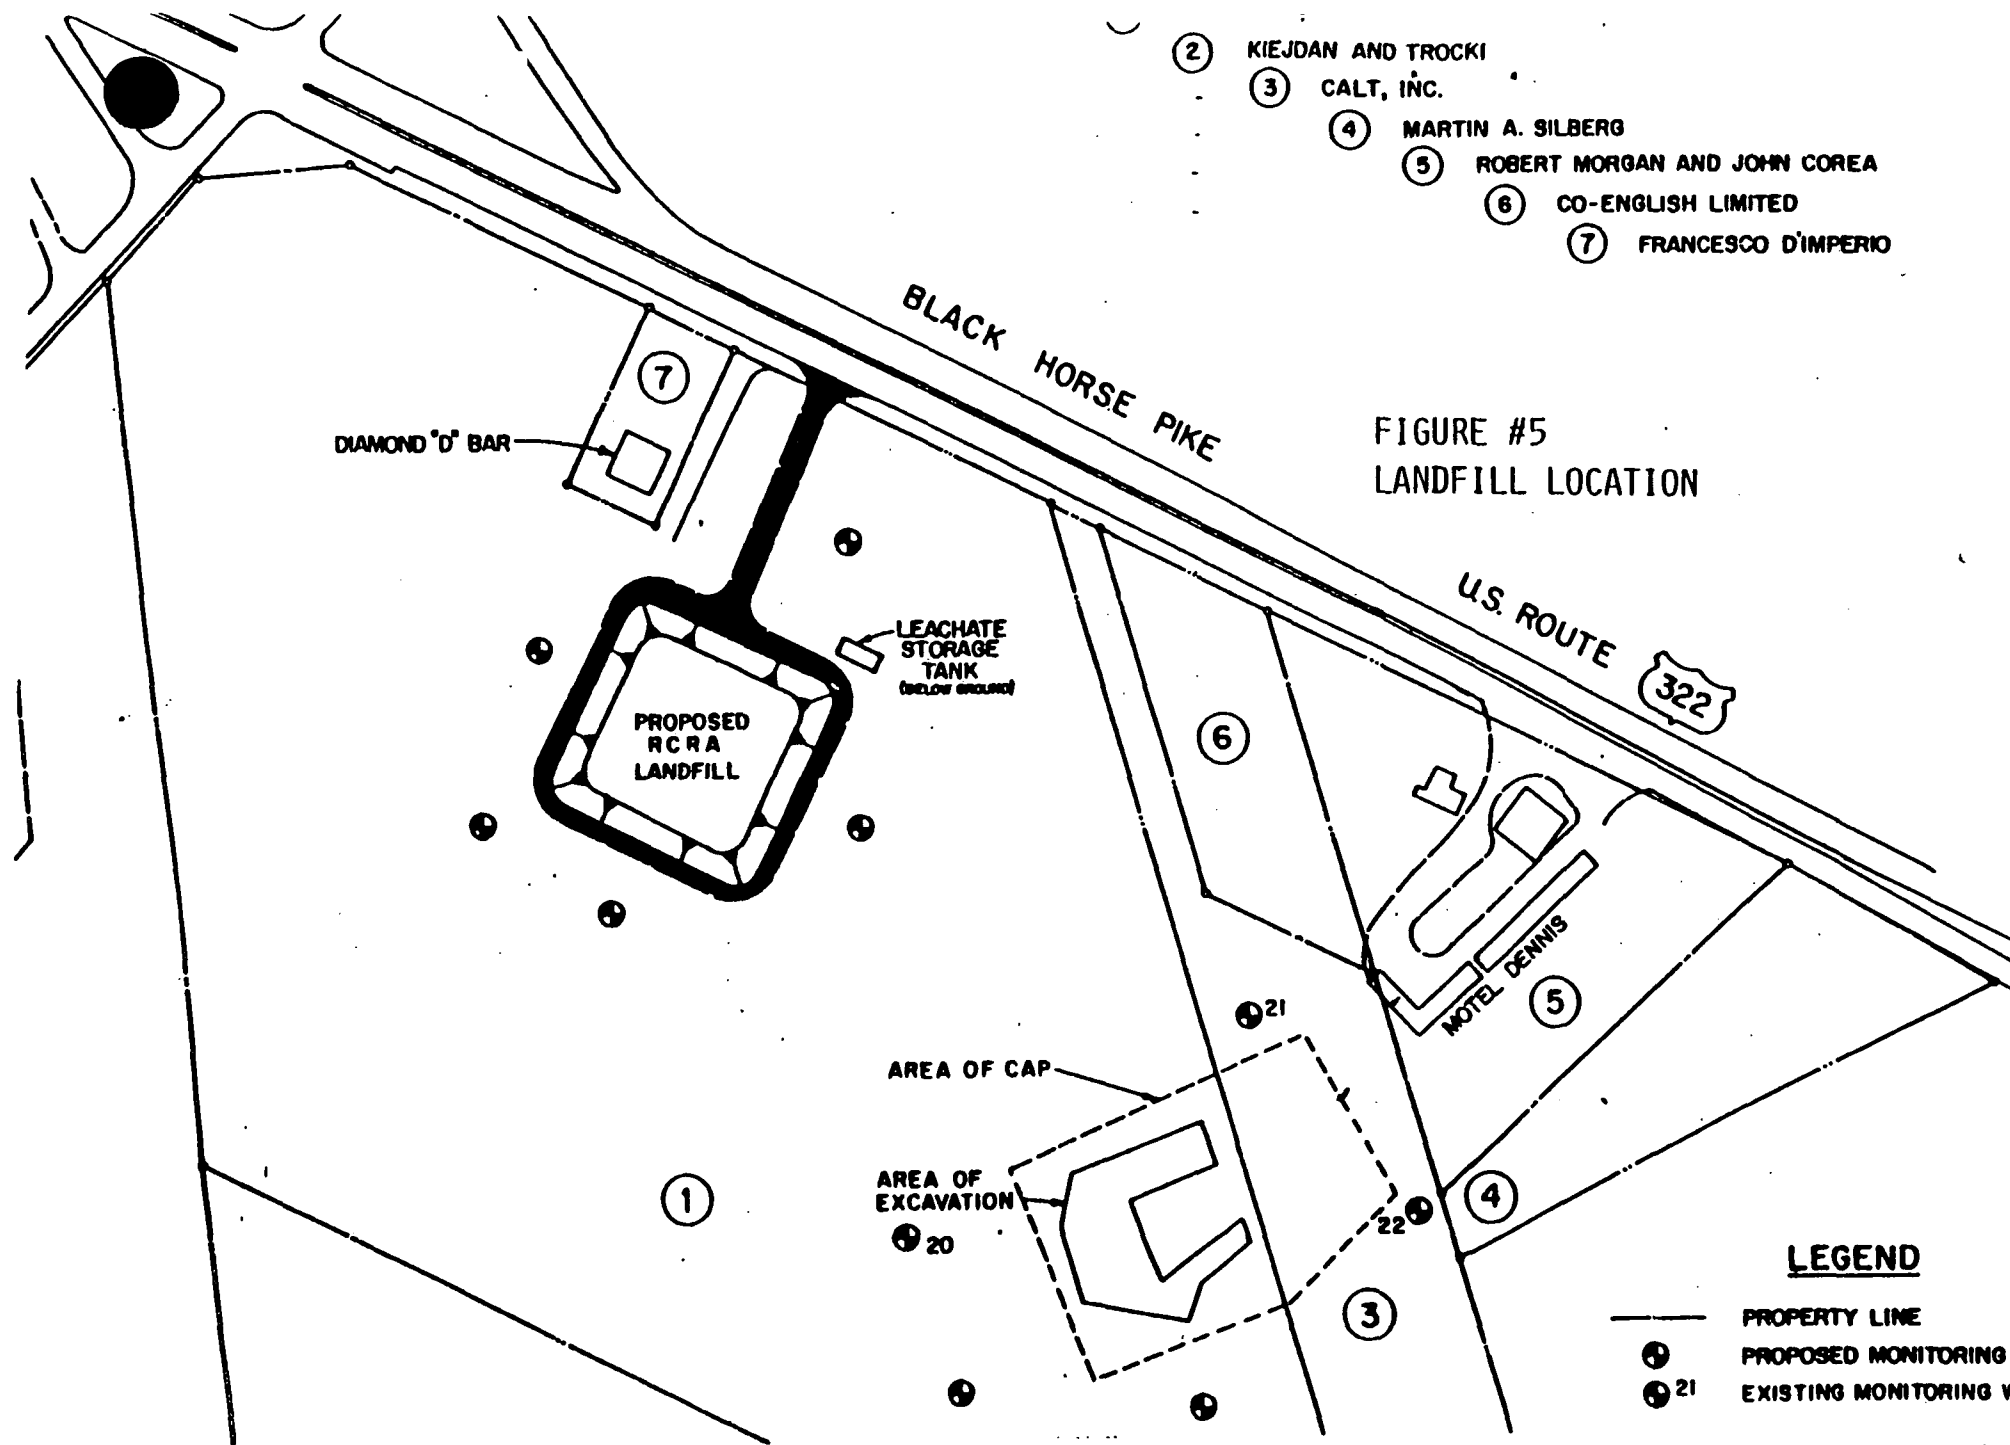 2 KIEJDAN AND TROCKI
3 CALT, INC.
4 MARTIN A. SILBERG
5 ROBERT MORGAN AND JOHN COREA
6 CO-ENGLISH LIMITED
7 FRANCESCO D'IMPERIO
BLACK HORSE PIKE
FIGURE #5
LANDFILL LOCATION
7
DIAMOND "D" BAR
U.S. ROUTE 322
LEACHATE
STORAGE
TANK
(BELOW GROUND)
PROPOSED
RCRA
LANDFILL
6
MOTEL DENNIS
5
21
AREA OF CAP
AREA OF
EXCAVATION
1
20
22
4
3
LEGEND
PROPERTY LINE
PROPOSED MONITORING
21 EXISTING MONITORING W